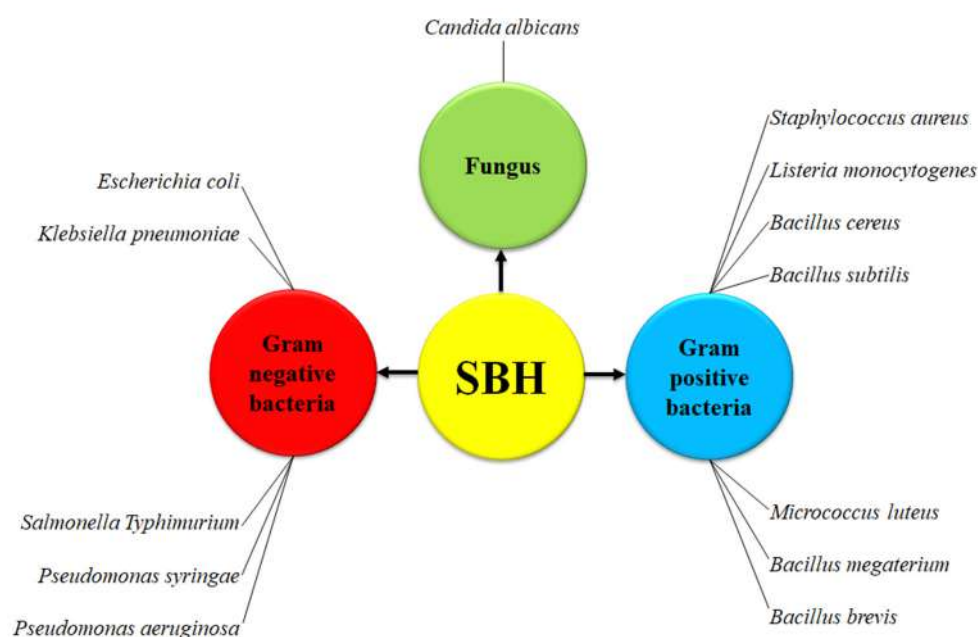 Candida albicans
Fungus
Escherichia coli
Klebsiella pneumoniae
Staphylococcus aureus
Listeria monocytogenes
Bacillus cereus
Bacillus subtilis
Gram
negative
bacteria
SBH
Gram
positive
bacteria
Salmonella Typhimurium
Pseudomonas syringae
Pseudomonas aeruginosa
Micrococcus luteus
Bacillus megaterium
Bacillus brevis